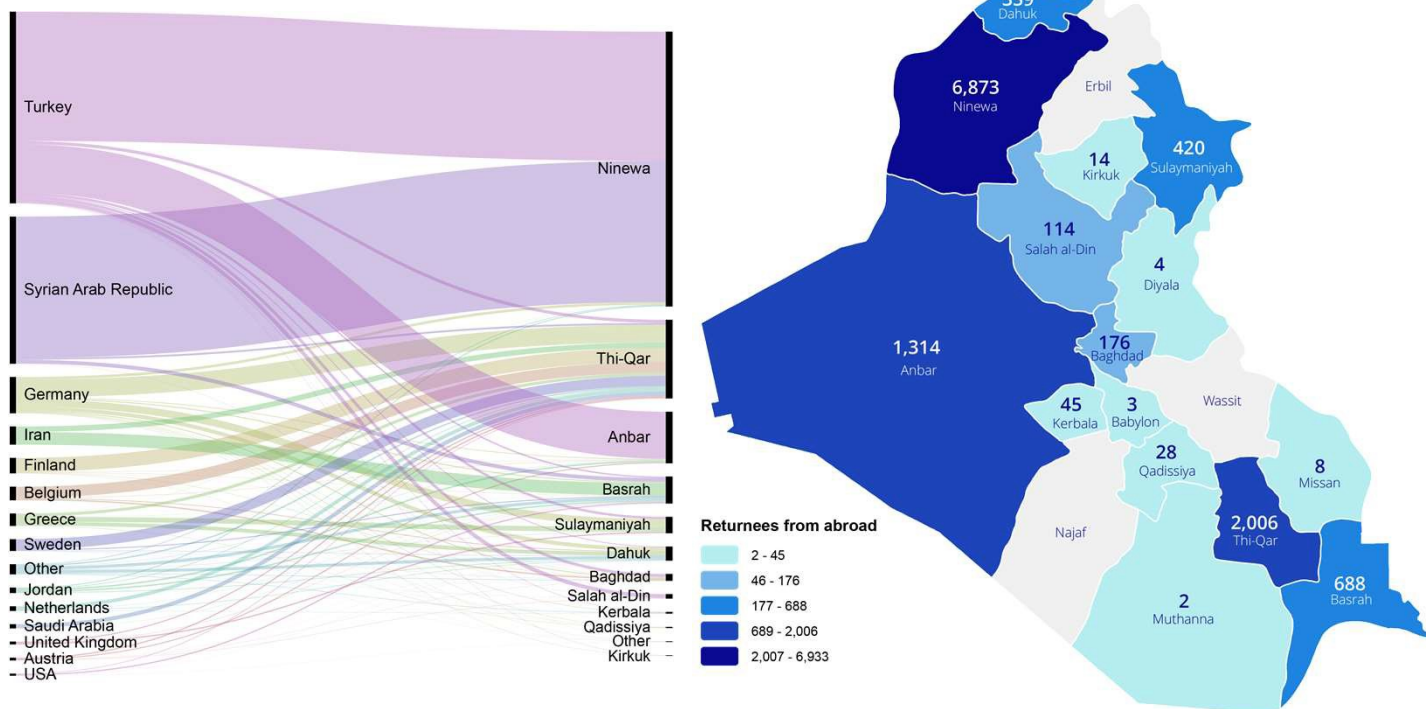 Turkey
Syrian Arab Republic
Germany
Iran
Finland
Belgium
Greece
Sweden
Other
Jordan
Netherlands
Saudi Arabia
United Kingdom
Austria
USA
Ninewa
Thi-Qar
Anbar
Basrah
Sulaymaniyah
Dahuk
Baghdad
Salah al-Din
Kerbala
Qadissiya
Other
Kirkuk
Dahuk
6,873
Ninewa
Erbil
14
Kirkuk
420
Sulaymaniyah
114
Salah al-Din
4
Diyala
1,314
Anbar
176
Baghdad
45
Kerbala
3
Babylon
Wassit
28
Qadissiya
8
Missan
Najaf
2,006
Thi-Qar
2
Muthanna
688
Basrah
Returnees from abroad
2 - 45
46 - 176
177 - 688
689 - 2,006
2,007 - 6,933